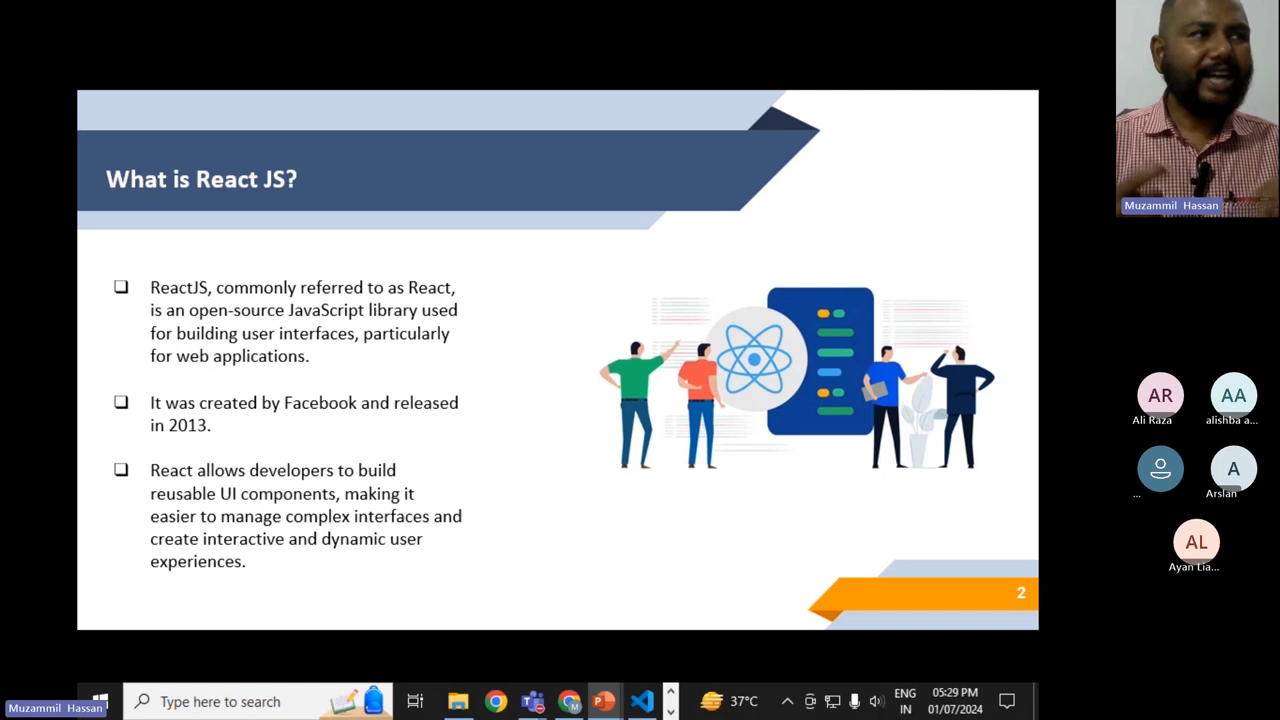 What is React JS?
ReactJS, commonly referred to as React,
is an open-source JavaScript library used
for building user interfaces, particularly
for web applications.
It was created by Facebook and released
in 2013.
React allows developers to build
reusable UI components, making it
easier to manage complex interfaces and
create interactive and dynamic user
experiences.
2
Muzammil Hassan
AR
Ali Raza
AA
alishba a...
...
A
Arslan
AL
Ayan Lia...
Muzammil Hassan
Type here to search
37°C
ENG
IN
05:29 PM
01/07/2024